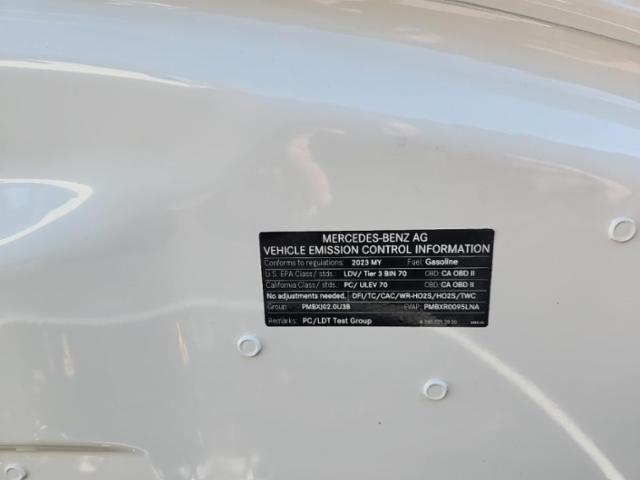 MERCEDES-BENZ AG
VEHICLE EMISSION CONTROL INFORMATION
Conforms to regulations: 2023 MY Fuel: Gasoline
U.S. EPA Class/ stds. LDV/ Tier 3 BIN 70 OBD: CA OBD II
California Class/ stds. PC/ ULEV 70 OBD: CA OBD II
No adjustments needed. DFI/TC/CAC/WR-HO2S/HO2S/TWC
Group: PMBXJ02.0U3B EVAP: PMBXR0095LNA
Remarks: PC/LDT Test Group